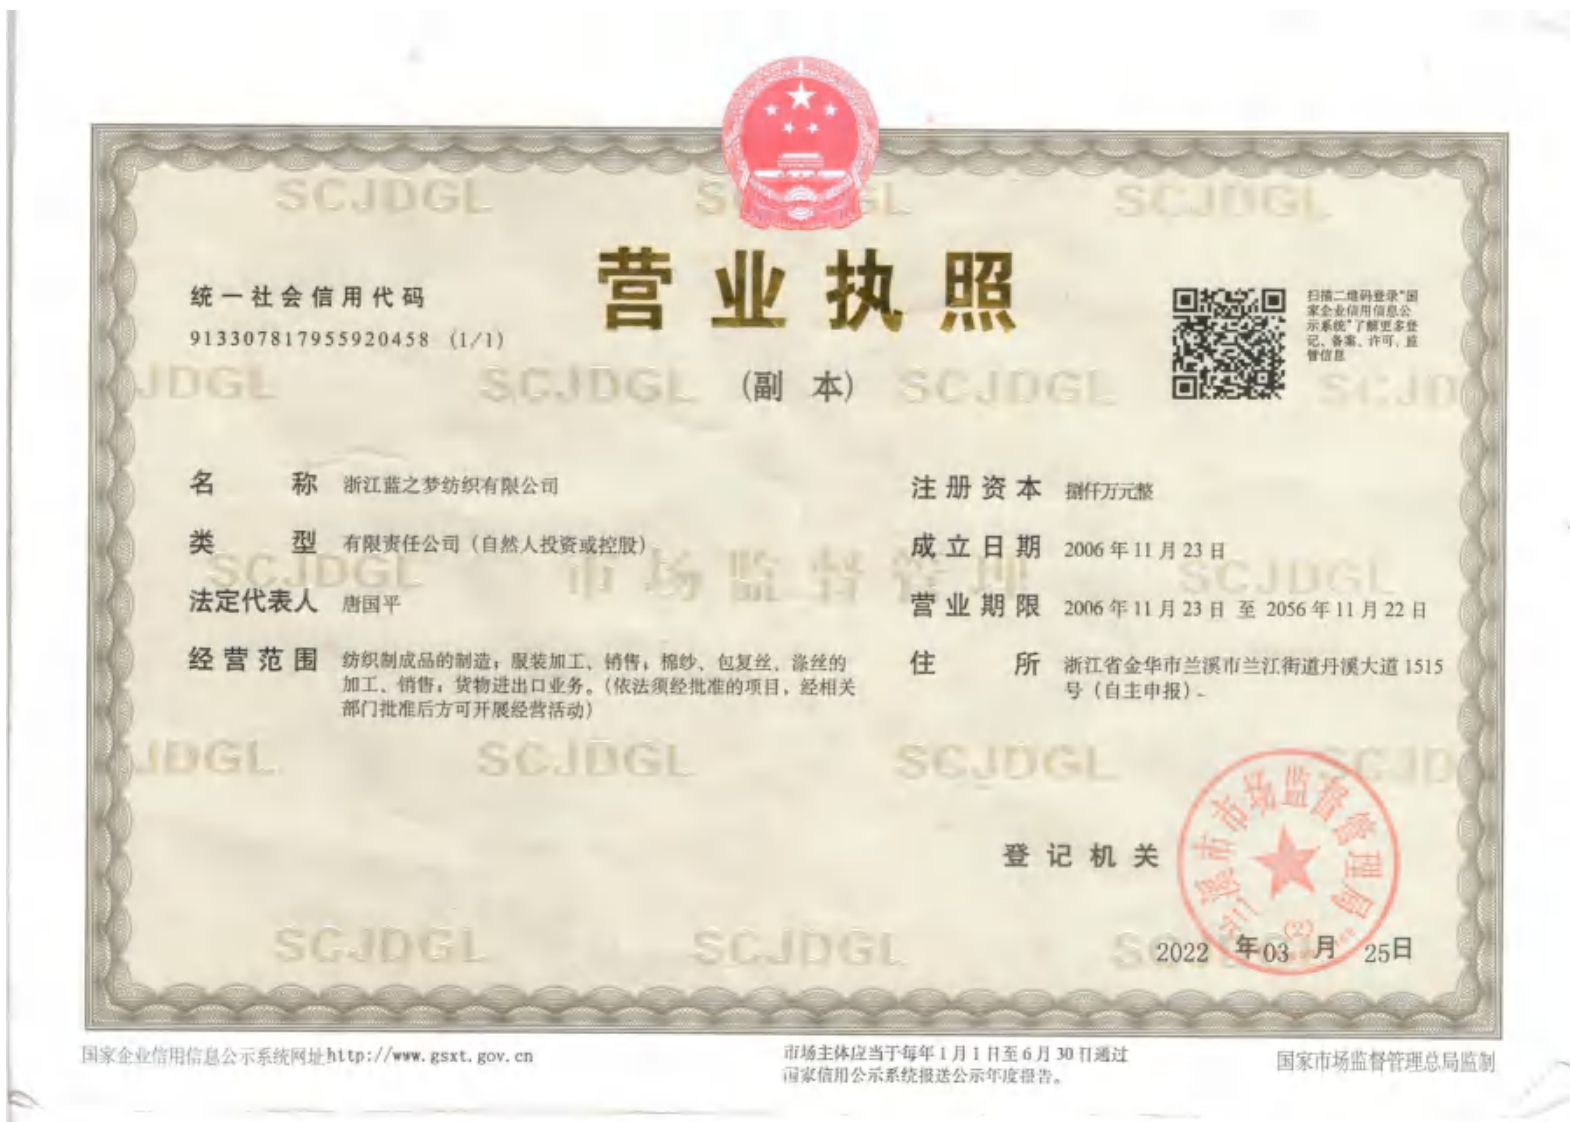 营业执照
(副 本)
统一社会信用代码
913307817955920458 (1/1)
扫描二维码登录“国
家企业信用信息公
示系统”了解更多登
记、备案、许可、监
管信息
名 称 浙江蓝之梦纺织有限公司
类 型 有限责任公司（自然人投资或控股）
法定代表人 唐国平
经营范围 纺织制成品的制造；服装加工、销售；棉纱、包复丝、涤丝的
加工、销售；货物进出口业务。（依法须经批准的项目，经相关
部门批准后方可开展经营活动）
注册资本 捌仟万元整
成立日期 2006年11月23日
营业期限 2006年11月23日 至 2056年11月22日
住 所 浙江省金华市兰溪市兰江街道丹溪大道1515
号（自主申报）
登记机关
兰溪市市场监督管理局
(2)
2022 年 03 月 25日
SCJDGL
市场监督管理
国家企业信用信息公示系统网址http://www.gsxt.gov.cn
市场主体应当于每年1月1日至6月30日通过
国家信用公示系统报送公示年度报告。
国家市场监督管理总局监制